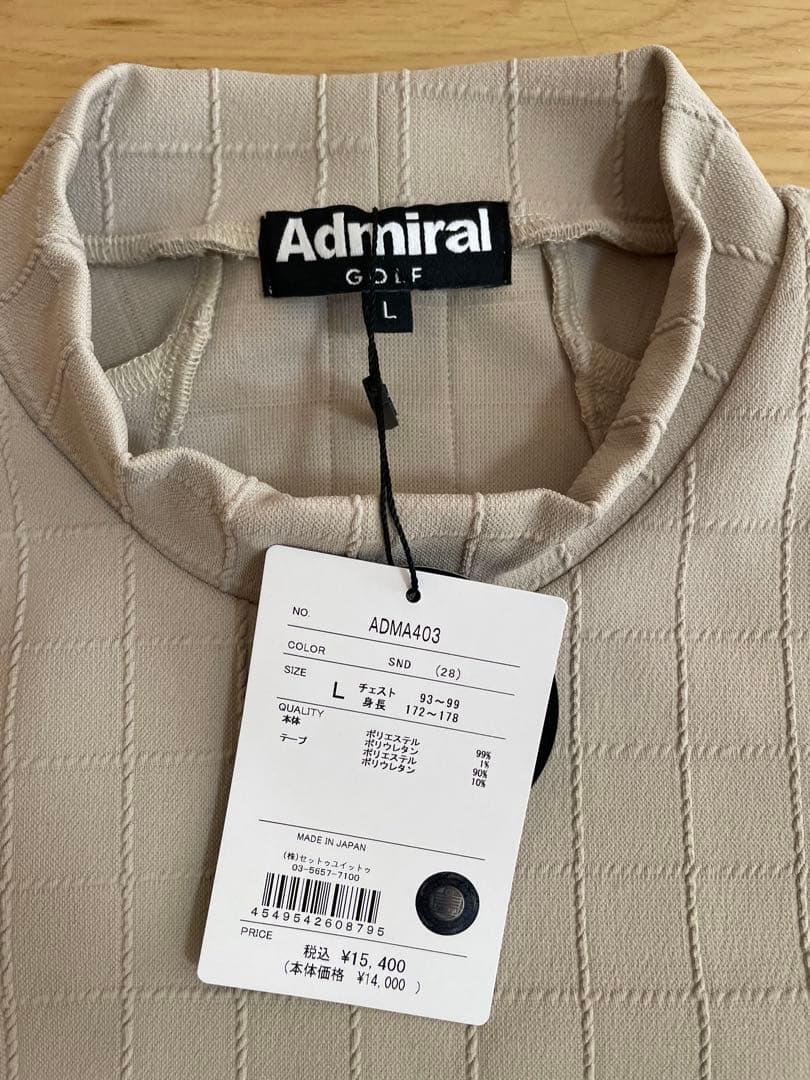 Admiral
GOLF
L
NO. ADMA403
COLOR SND (28)
SIZE L チェスト 93～99
身長 172～178
QUALITY
本体 ポリエステル 99%
ポリウレタン 1%
テープ ポリエステル 90%
ポリウレタン 10%
MADE IN JAPAN
(株)セットゥユイットゥ
03-5657-7100
4549542608795
PRICE
税込 ¥15,400
(本体価格 ¥14,000 )